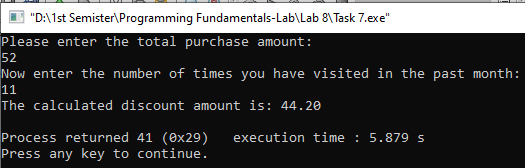 "D:\1st Semister\Programming Fundamentals-Lab\Lab 8\Task 7.exe"
Please enter the total purchase amount:
52
Now enter the number of times you have visited in the past month:
11
The calculated discount amount is: 44.20
Process returned 41 (0x29)   execution time : 5.879 s
Press any key to continue.